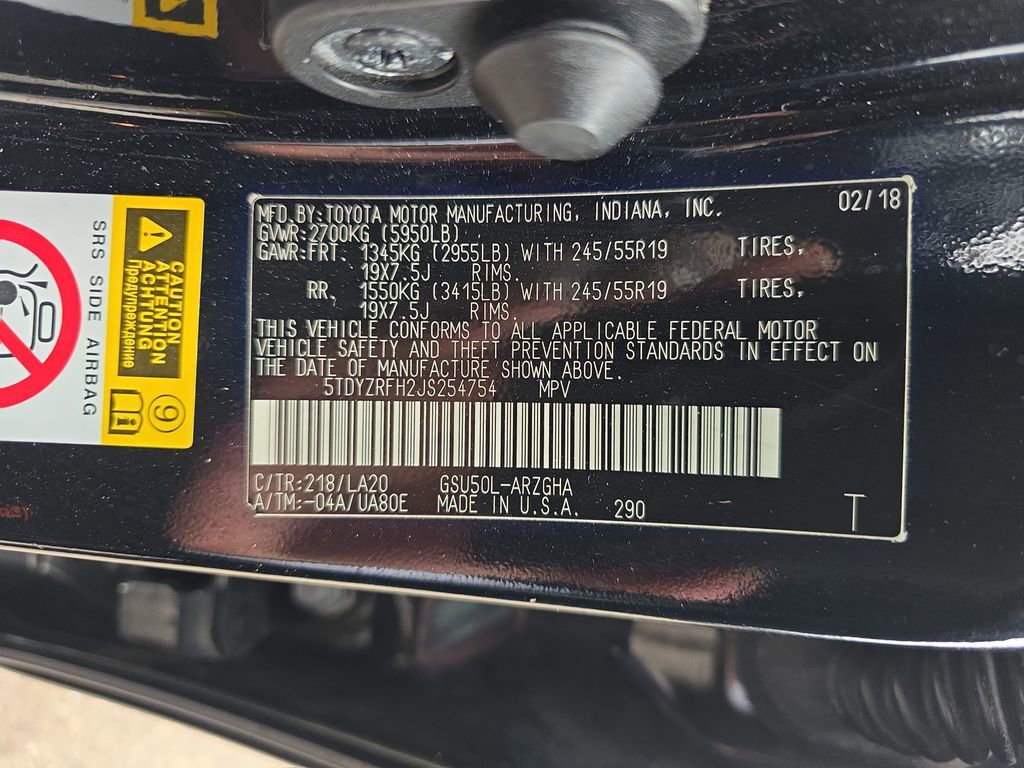 MFD.BY:TOYOTA MOTOR MANUFACTURING, INDIANA, INC. 02/18
GVWR:2700KG (5950LB)
GAWR:FRT. 1345KG (2955LB) WITH 245/55R19 TIRES,
19X7.5J RIMS.
RR. 1550KG (3415LB) WITH 245/55R19 TIRES,
19X7.5J RIMS.
THIS VEHICLE CONFORMS TO ALL APPLICABLE FEDERAL MOTOR
VEHICLE SAFETY AND THEFT PREVENTION STANDARDS IN EFFECT ON
THE DATE OF MANUFACTURE SHOWN ABOVE.
5TDYZRFH2JS254754 MPV
C/TR:218/LA20 GSU50L-ARZGHA
A/TM:-04A/UA80E MADE IN U.S.A. 290 T
SRS SIDE AIRBAG
CAUTION
ATTENTION
ACHTUNG
Предупреждение
9